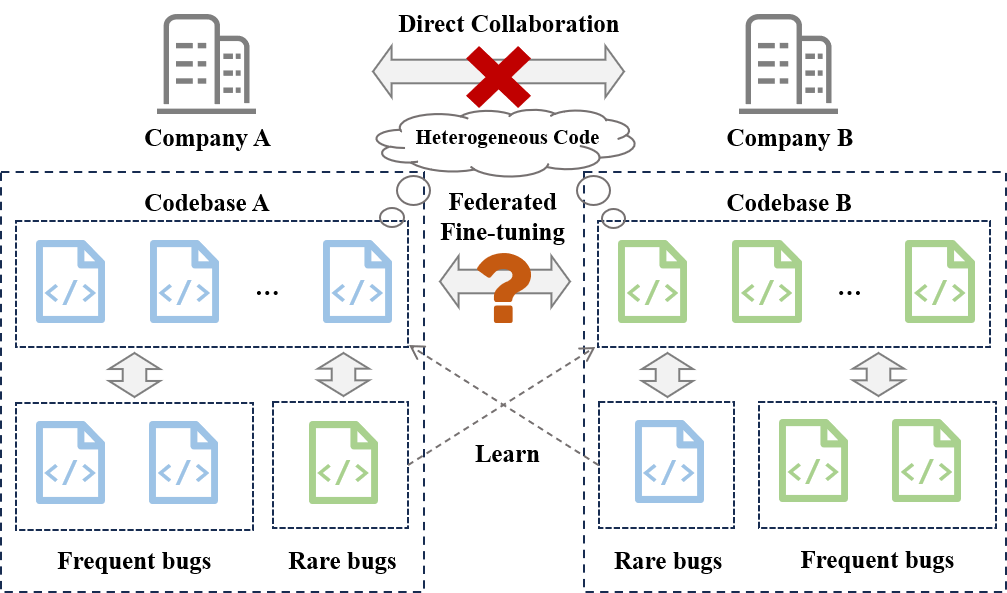 Direct Collaboration
Company A
Heterogeneous Code
Company B
Codebase A
Federated
Fine-tuning
Codebase B
</>
</>
...
</>
?
</>
</>
...
</>
</>
</>
</>
Learn
</>
</>
</>
Frequent bugs
Rare bugs
Rare bugs
Frequent bugs